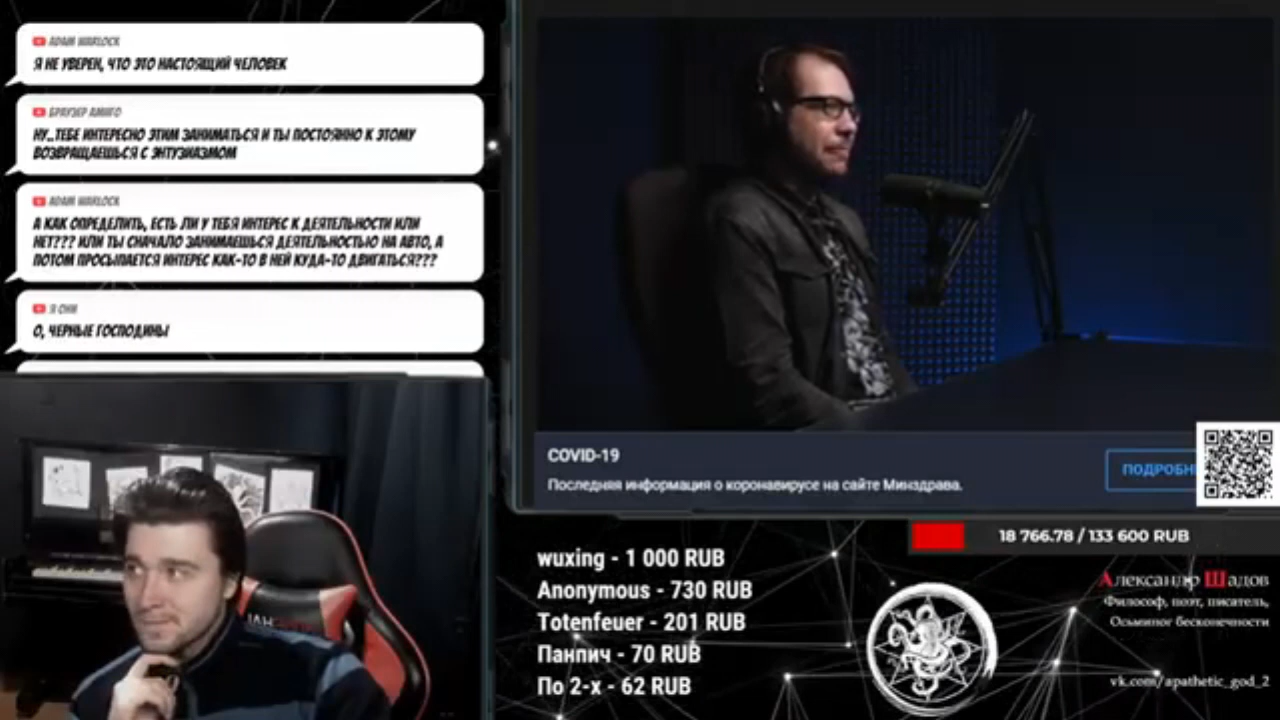 ADAM WARLOCK
Я НЕ УВЕРЕН, ЧТО ЭТО НАСТОЯЩИЙ ЧЕЛОВЕК
БРАУЗЕР АМИГО
НУ...ТЕБЕ ИНТЕРЕСНО ЭТИМ ЗАНИМАТЬСЯ И ТЫ ПОСТОЯННО К ЭТОМУ
ВОЗВРАЩАЕШЬСЯ С ЭНТУЗИАЗМОМ
ADAM WARLOCK
А КАК ОПРЕДЕЛИТЬ, ЕСТЬ ЛИ У ТЕБЯ ИНТЕРЕС К ДЕЯТЕЛЬНОСТИ ИЛИ
НЕТ??? ИЛИ ТЫ СНАЧАЛО ЗАНИМАЕШЬСЯ ДЕЯТЕЛЬНОСТЬЮ НА АВТО, А
ПОТОМ ПРОСЫПАЕТСЯ ИНТЕРЕС КАК-ТО В НЕЙ КУДА-ТО ДВИГАТЬСЯ???
Я ОНИ
О, ЧЕРНЫЕ ГОСПОДИНЫ
COVID-19
Последняя информация о коронавирусе на сайте Минздрава.
ПОДРОБН
18 766.78 / 133 600 RUB
wuxing - 1 000 RUB
Anonymous - 730 RUB
Totenfeuer - 201 RUB
Панпич - 70 RUB
По 2-х - 62 RUB
Александр Шадов
Философ, поэт, писатель,
Осьминог бесконечности
vk.com/apathetic_god_2